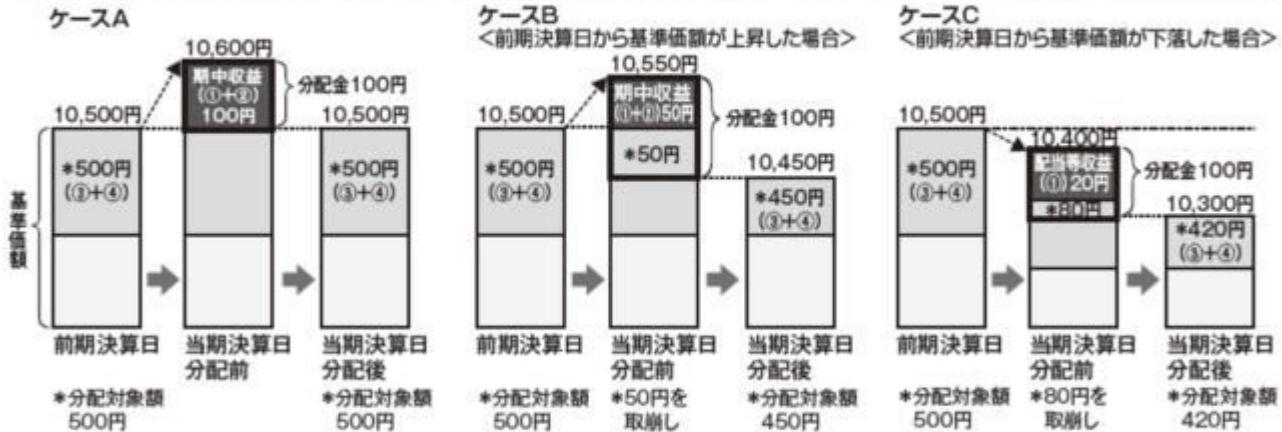 ケースA
10,600円
期中収益
(①+②)
100円
分配金100円
10,500円
10,500円
*500円
(③+④)
*500円
(③+④)
基準価額
前期決算日
当期決算日
分配前
当期決算日
分配後
*分配対象額
500円
*分配対象額
500円
ケースB
<前期決算日から基準価額が上昇した場合>
10,550円
期中収益
(①+②)50円
分配金100円
10,500円
*50円
10,450円
*500円
(③+④)
*450円
(③+④)
前期決算日
当期決算日
分配前
当期決算日
分配後
*分配対象額
500円
*50円を
取崩し
*分配対象額
450円
ケースC
<前期決算日から基準価額が下落した場合>
10,500円
10,400円
配当等収益
(①)20円
分配金100円
*80円
10,300円
*500円
(③+④)
*420円
(③+④)
前期決算日
当期決算日
分配前
当期決算日
分配後
*分配対象額
500円
*80円を
取崩し
*分配対象額
420円